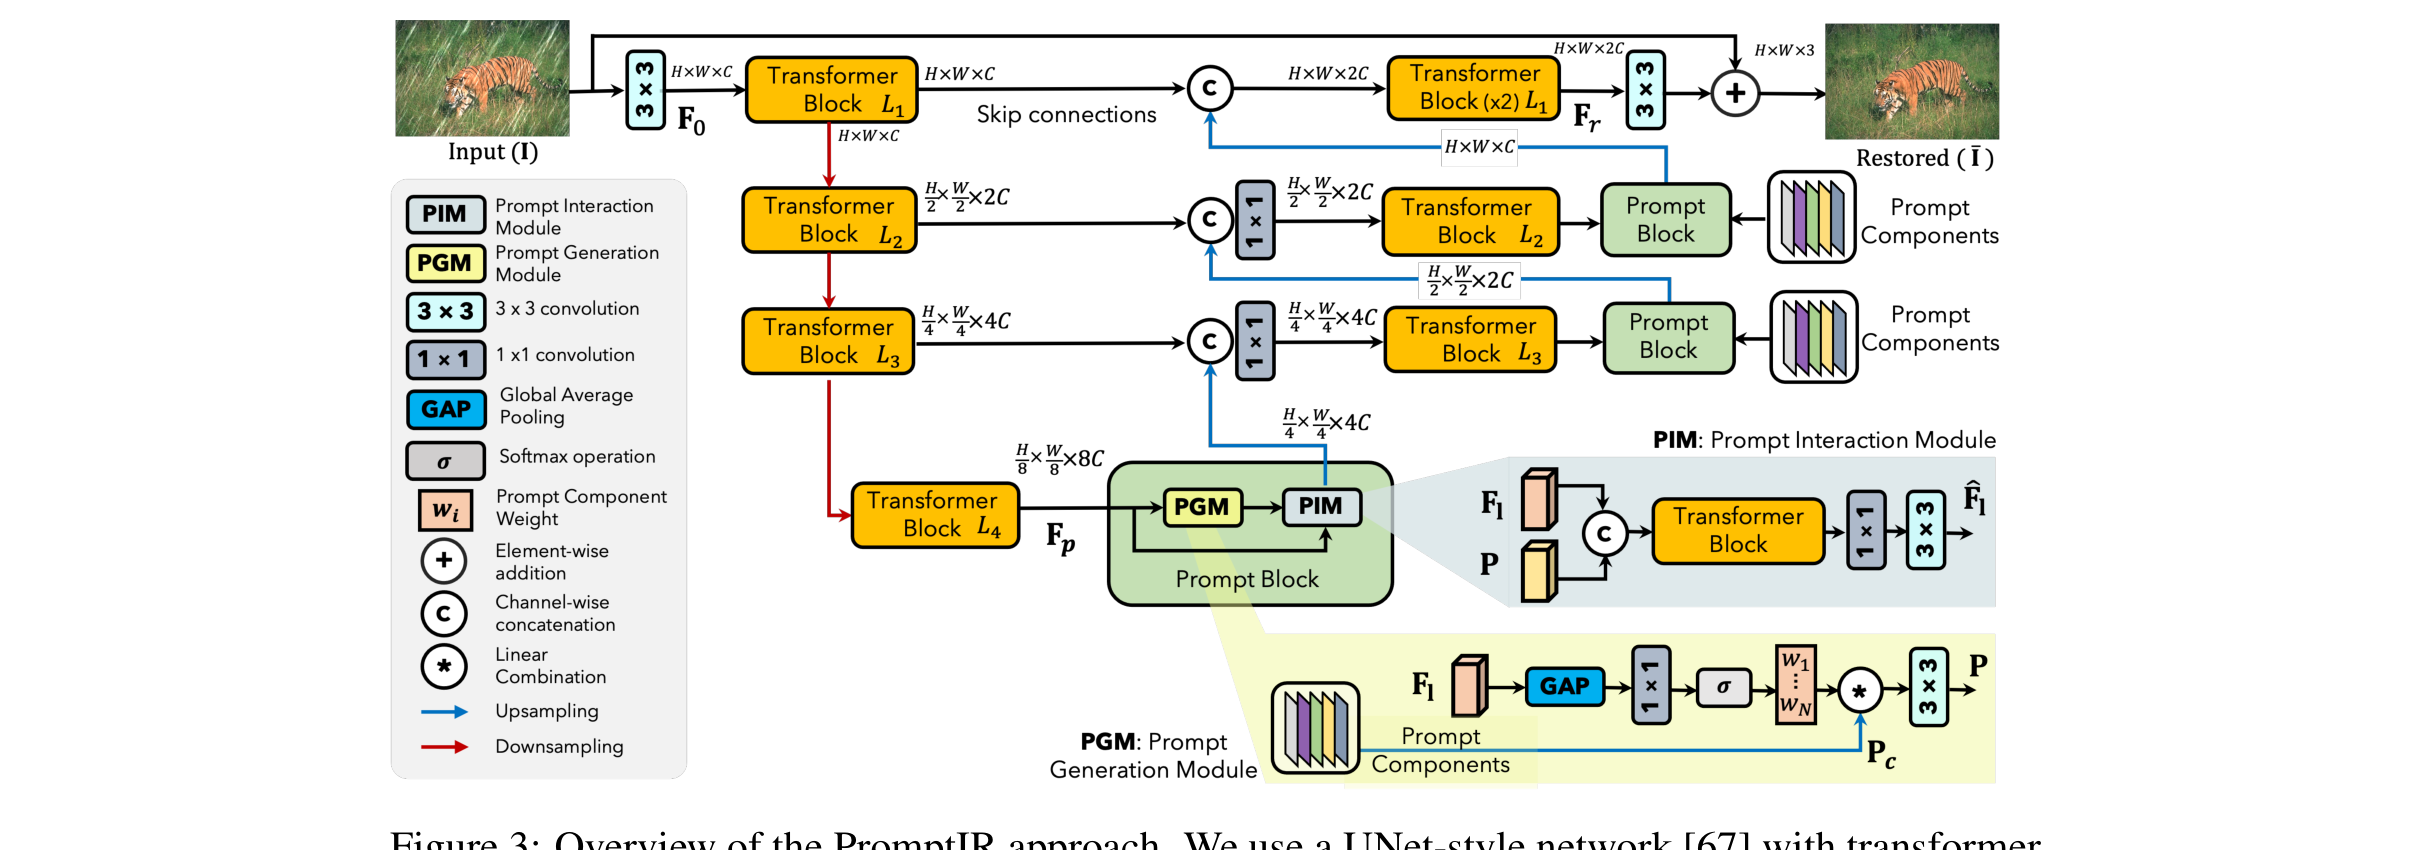 H×W×C
H×W×C
H×W×2C
H×W×2C
H×W×3
3 × 3
Transformer
Block L₁
C
Transformer
Block (x2) L₁
3 × 3
+
F₀
Skip connections
Fᵣ
H×W×C
Input (I)
H×W×C
Restored ( Ī )
PIM
Prompt Interaction
Module
PGM
Prompt Generation
Module
3 × 3
3 x 3 convolution
1 × 1
1 x1 convolution
GAP
Global Average
Pooling
σ
Softmax operation
wᵢ
Prompt Component
Weight
+
Element-wise
addition
C
Channel-wise
concatenation
*
Linear
Combination
Upsampling
Downsampling
Transformer
Block L₂
H/2×W/2×2C
C
1 × 1
H/2×W/2×2C
Transformer
Block L₂
Prompt
Block
Prompt
Components
H/2×W/2×2C
Transformer
Block L₃
H/4×W/4×4C
C
1 × 1
H/4×W/4×4C
Transformer
Block L₃
Prompt
Block
Prompt
Components
H/4×W/4×4C
H/8×W/8×8C
Transformer
Block L₄
Fₚ
PGM
PIM
Prompt Block
PIM: Prompt Interaction Module
Fₗ
P
C
Transformer
Block
1 × 1
3 × 3
F̂ₗ
Fₗ
GAP
1 × 1
σ
w₁
⋮
w_N
*
3 × 3
P
Prompt
Components
P_c
PGM: Prompt
Generation Module
Figure 3: Overview of the PromptIR approach. We use a UNet-style network [67] with transformer